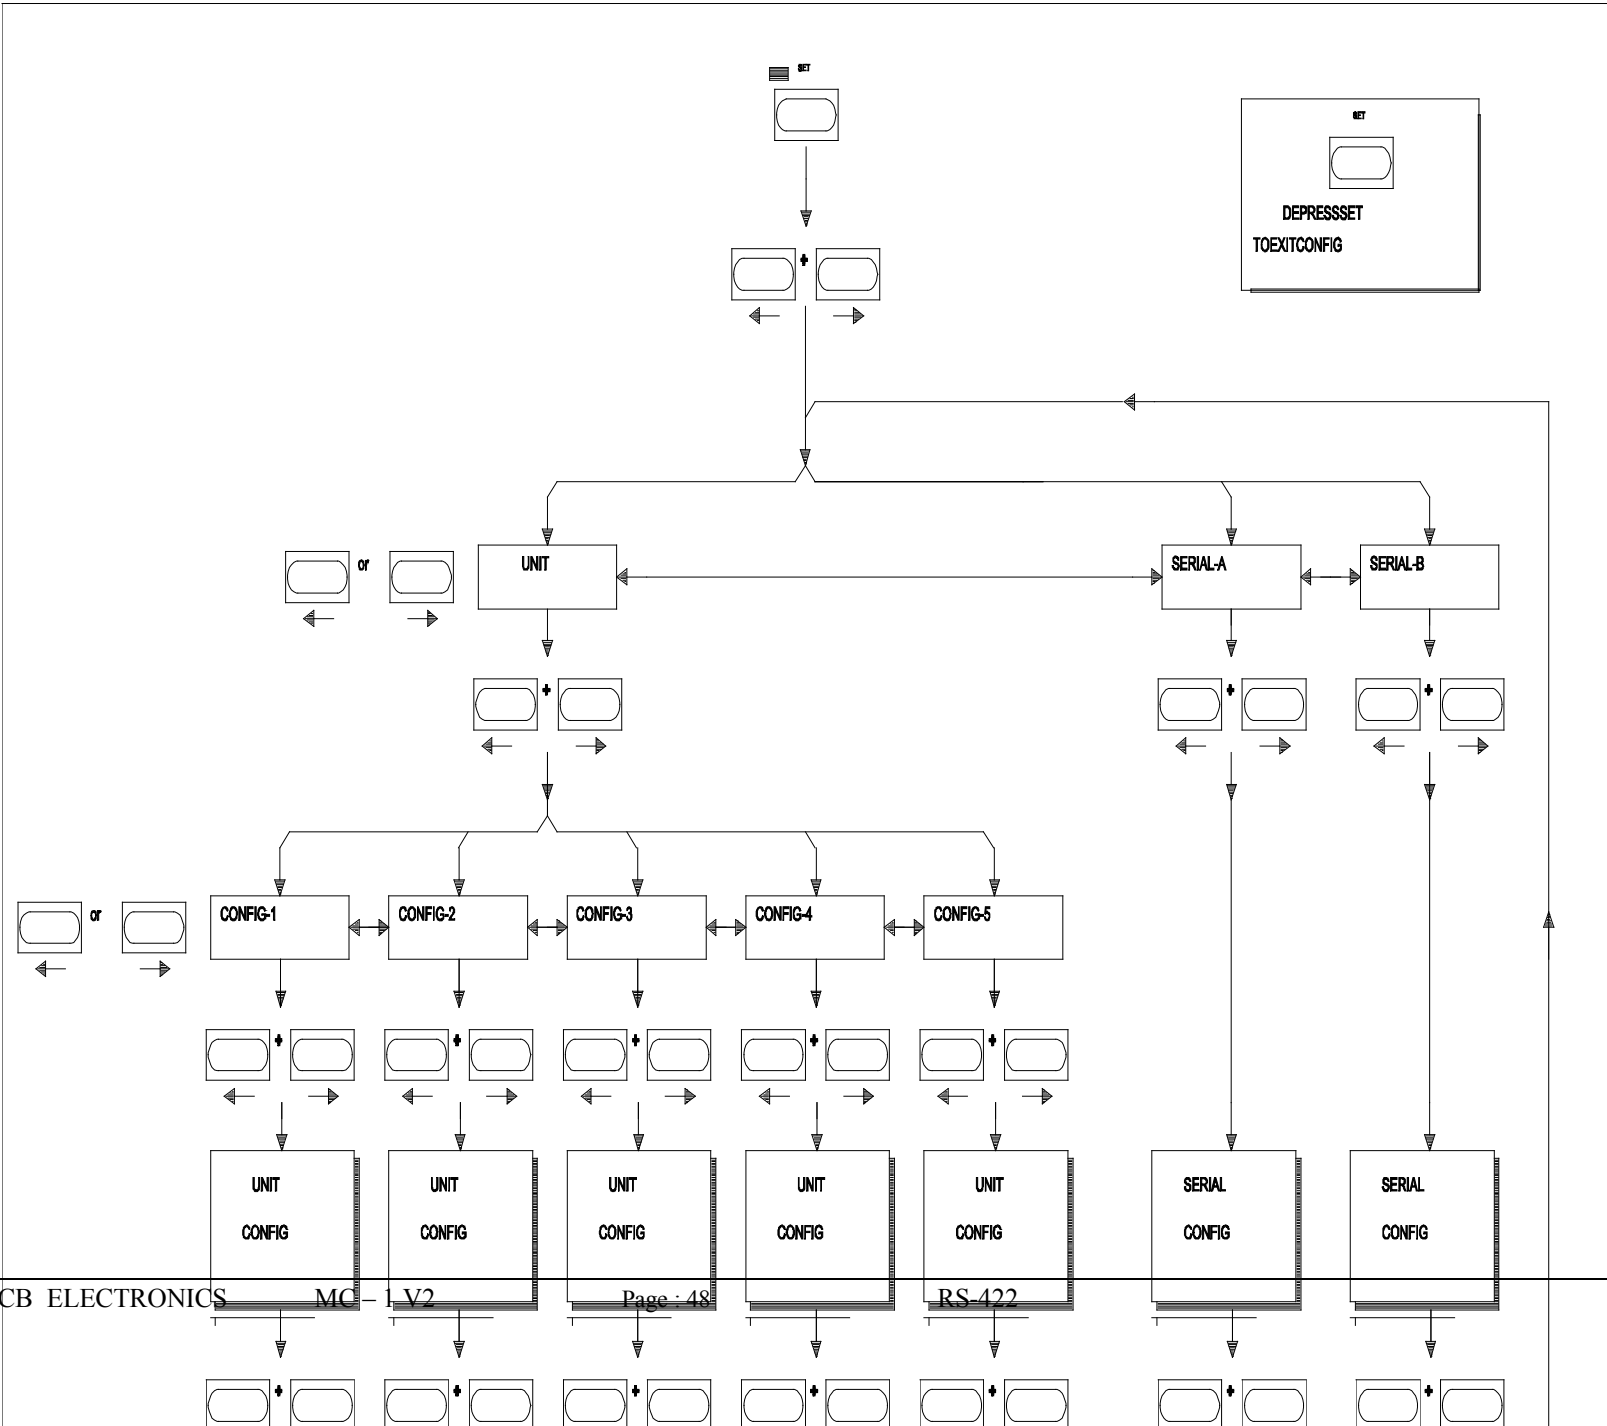 SET
SET
DEPRESSSET
TOEXITCONFIG
+
or
UNIT
SERIAL-A
SERIAL-B
+ + +
or
CONFIG-1
CONFIG-2
CONFIG-3
CONFIG-4
CONFIG-5
+ + + + +
UNIT CONFIG
UNIT CONFIG
UNIT CONFIG
UNIT CONFIG
UNIT CONFIG
SERIAL CONFIG
SERIAL CONFIG
CB ELECTRONICS MC – 1 V2 Page : 48 RS-422
+ + + + + + +